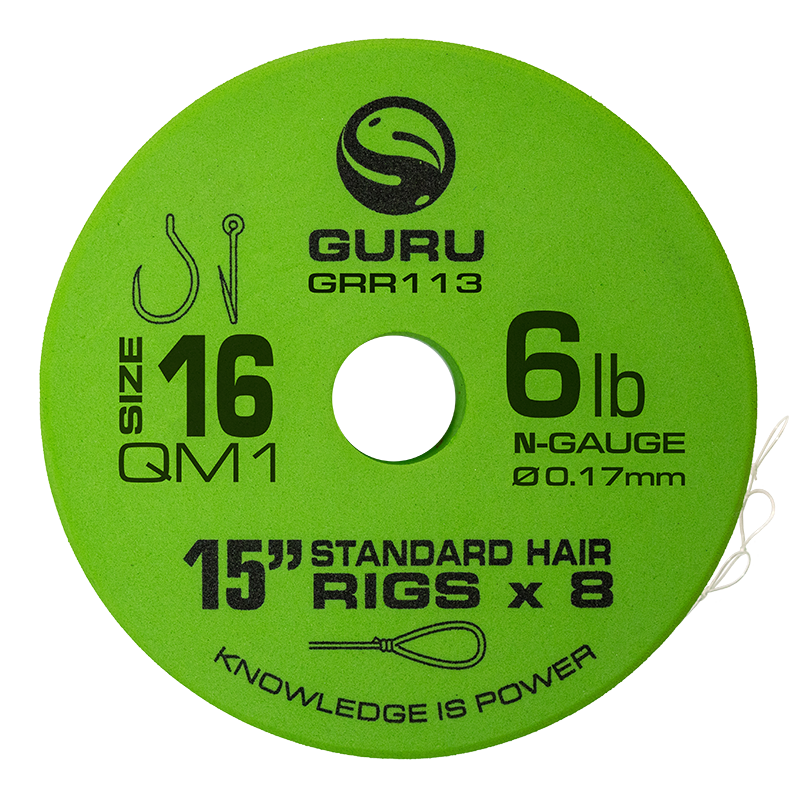 GURU
GRR113
SIZE 16
QM1
6lb
N-GAUGE
Ø0.17mm
15” STANDARD HAIR
RIGS x 8
KNOWLEDGE IS POWER